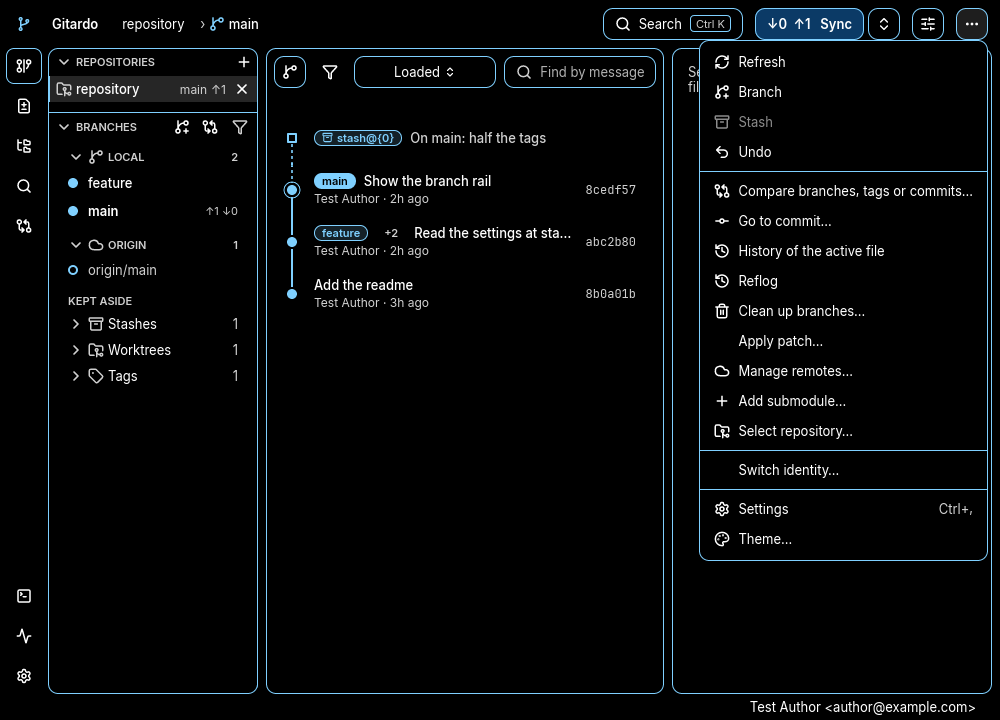 Gitardo repository › main Search Ctrl K ↓0 ↑1 Sync
REPOSITORIES
repository main ↑1
BRANCHES
LOCAL 2
feature
main ↑1 ↓0
ORIGIN 1
origin/main
KEPT ASIDE
Stashes 1
Worktrees 1
Tags 1
Loaded Find by message
stash@{0} On main: half the tags
main Show the branch rail
Test Author · 2h ago 8cedf57
feature +2 Read the settings at sta...
Test Author · 2h ago abc2b80
Add the readme
Test Author · 3h ago 8b0a01b
Refresh
Branch
Stash
Undo
Compare branches, tags or commits...
Go to commit...
History of the active file
Reflog
Clean up branches...
Apply patch...
Manage remotes...
Add submodule...
Select repository...
Switch identity...
Settings Ctrl+,
Theme...
Test Author <author@example.com>